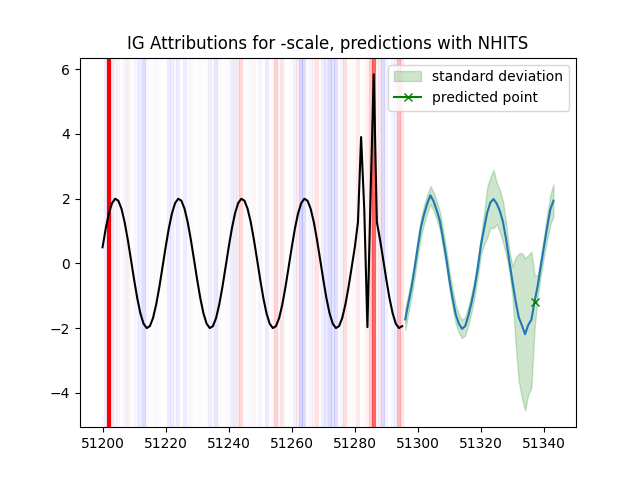 IG Attributions for -scale, predictions with NHITS
6
4
2
0
−2
−4
standard deviation
predicted point
51200 51220 51240 51260 51280 51300 51320 51340